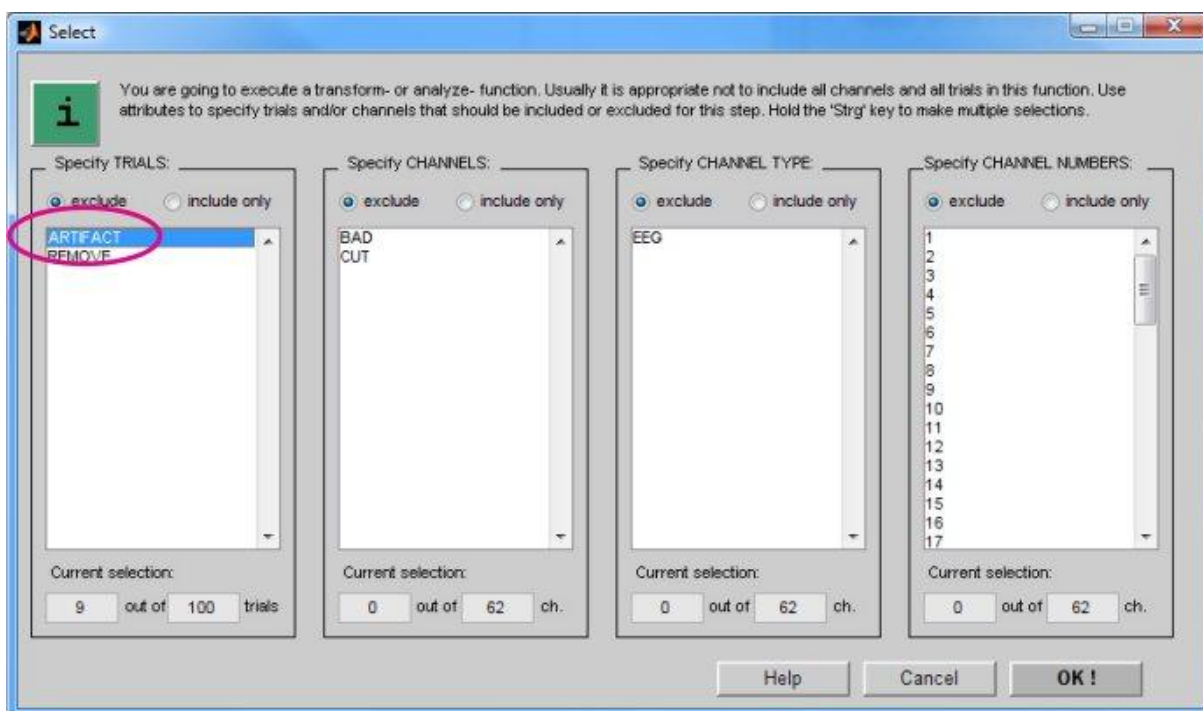 Select
You are going to execute a transform- or analyze- function. Usually it is appropriate not to include all channels and all trials in this function. Use
attributes to specify trials and/or channels that should be included or excluded for this step. Hold the 'Strg' key to make multiple selections.
i
Specify TRIALS:
exclude include only
ARTIFACT
REMOVE
Current selection:
9 out of 100 trials
Specify CHANNELS:
exclude include only
BAD
CUT
Current selection:
0 out of 62 ch.
Specify CHANNEL TYPE:
exclude include only
EEG
Current selection:
0 out of 62 ch.
Specify CHANNEL NUMBERS:
exclude include only
1
2
3
4
5
6
7
8
9
10
11
12
13
14
15
16
17
Current selection:
0 out of 62 ch.
Help Cancel OK !